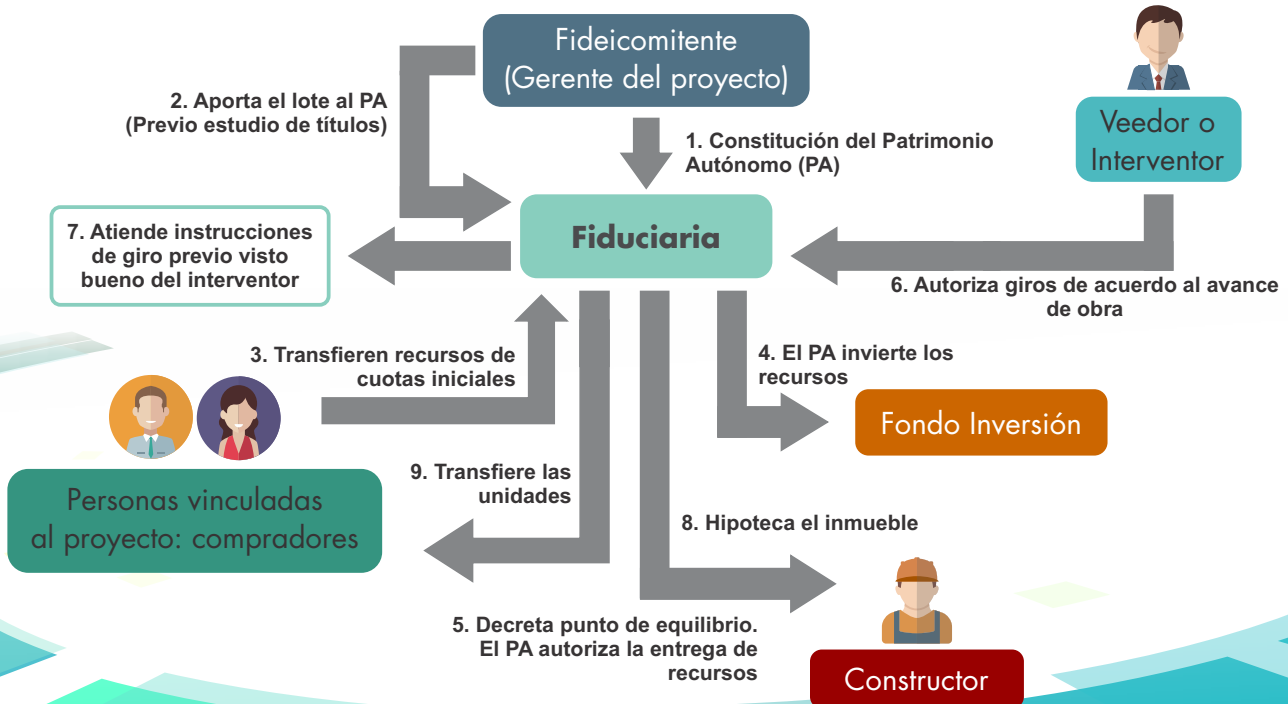 Fideicomitente
(Gerente del proyecto)
2. Aporta el lote al PA
(Previo estudio de títulos)
1. Constitución del Patrimonio
Autónomo (PA)
Veedor o
Interventor
7. Atiende instrucciones
de giro previo visto
bueno del interventor
Fiduciaria
6. Autoriza giros de acuerdo al avance
de obra
3. Transfieren recursos de
cuotas iniciales
4. El PA invierte los
recursos
Fondo Inversión
Personas vinculadas
al proyecto: compradores
9. Transfiere las
unidades
8. Hipoteca el inmueble
5. Decreta punto de equilibrio.
El PA autoriza la entrega de
recursos
Constructor